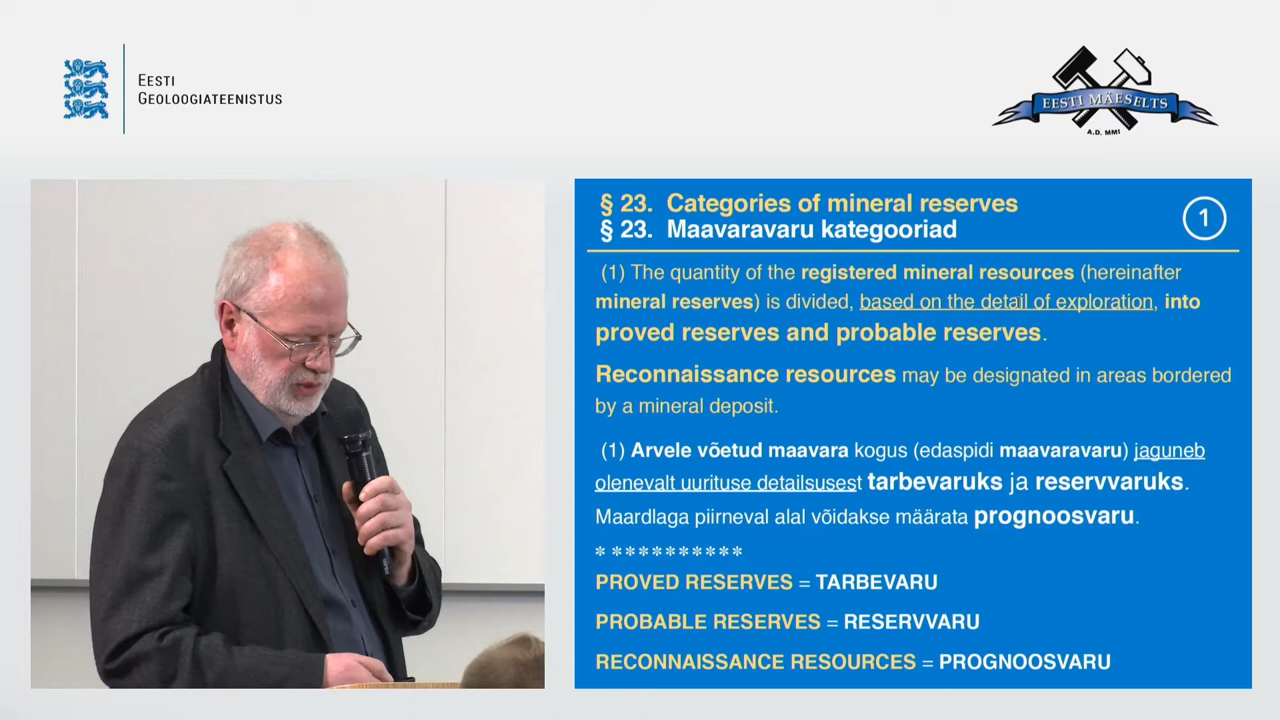 EESTI
GEOLOOGIATEENISTUS
EESTI MÄESELTS
A.D. MMI
§ 23. Categories of mineral reserves
§ 23. Maavaravaru kategooriad
1
(1) The quantity of the registered mineral resources (hereinafter
mineral reserves) is divided, based on the detail of exploration, into
proved reserves and probable reserves.
Reconnaissance resources may be designated in areas bordered
by a mineral deposit.
(1) Arvele võetud maavara kogus (edaspidi maavaravaru) jaguneb
olenevalt uurituse detailsusest tarbevaruks ja reservvaruks.
Maardlaga piirneval alal võidakse määrata prognoosvaru.
* **********
PROVED RESERVES = TARBEVARU
PROBABLE RESERVES = RESERVVARU
RECONNAISSANCE RESOURCES = PROGNOOSVARU